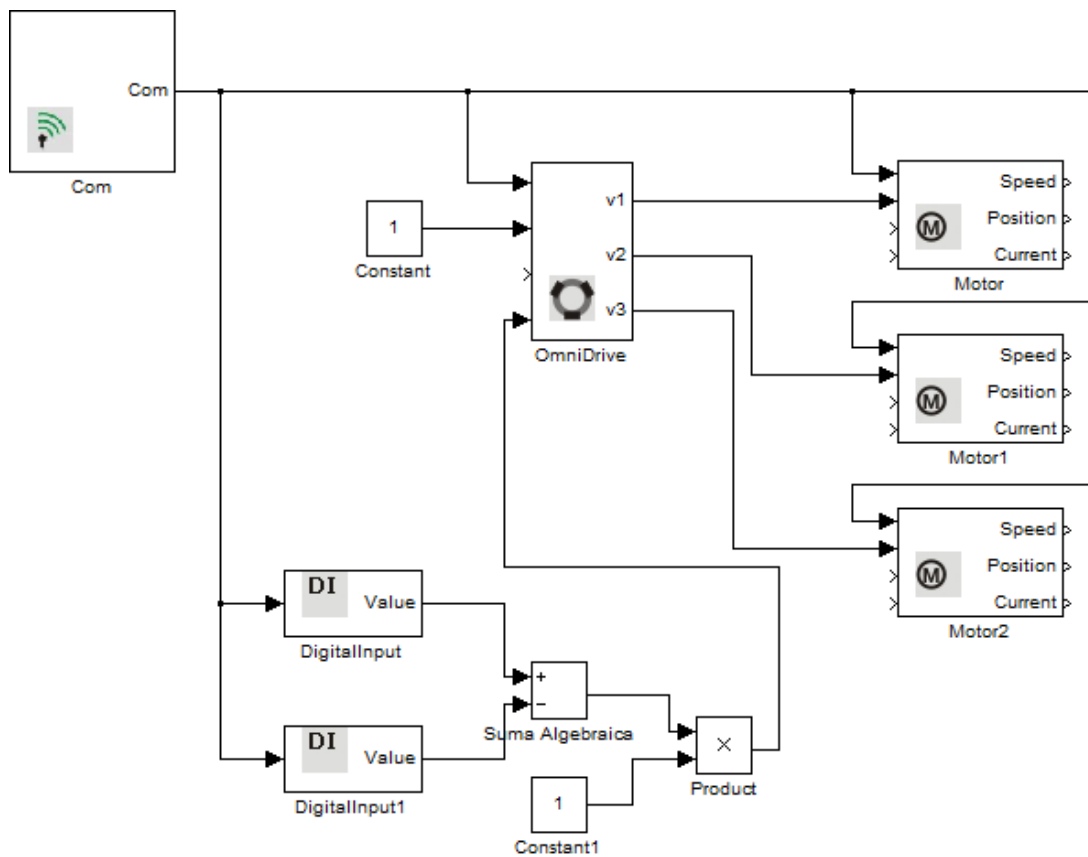 Com
Com
1
Constant
v1
v2
v3
OmniDrive
Speed
Position
Current
M
Motor
Speed
Position
Current
M
Motor1
Speed
Position
Current
M
Motor2
DI
Value
DigitalInput
DI
Value
DigitalInput1
+
−
Suma Algebraica
×
Product
1
Constant1